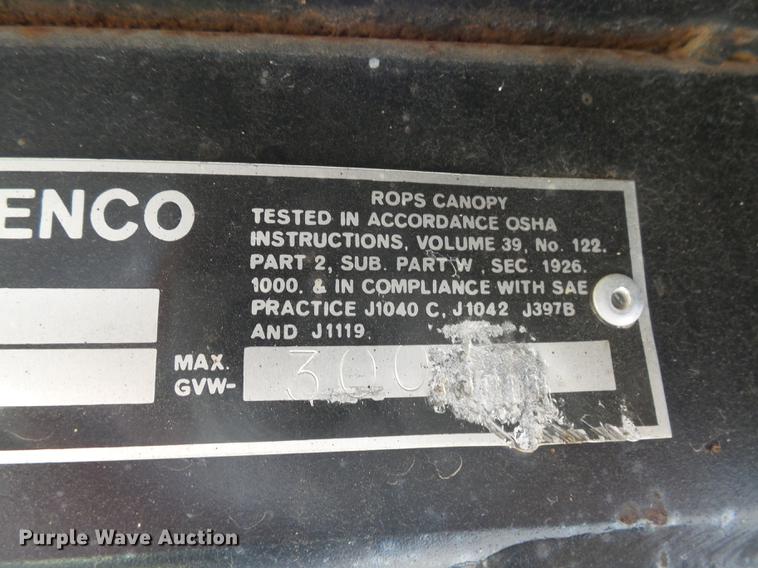 ENCO
ROPS CANOPY
TESTED IN ACCORDANCE OSHA
INSTRUCTIONS, VOLUME 39, No. 122.
PART 2, SUB. PART W, SEC. 1926.
1000. & IN COMPLIANCE WITH SAE
PRACTICE J1040 C, J1042 J397B
AND J1119
MAX.
GVW-
Purple Wave Auction